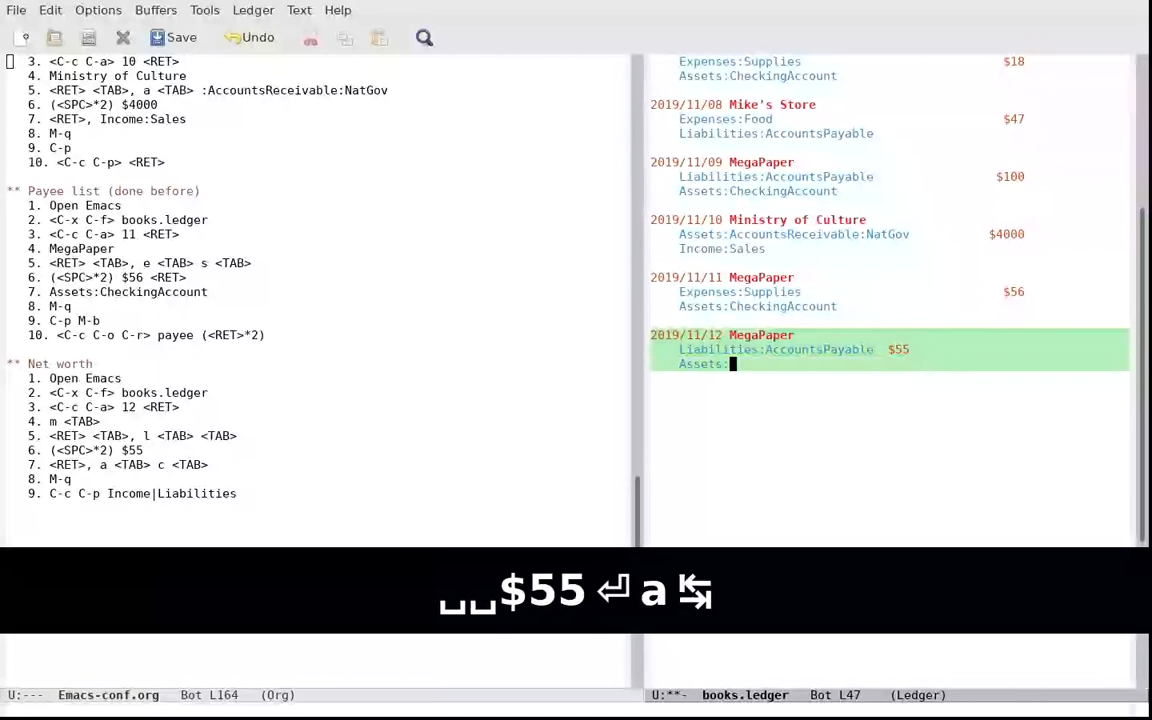 File Edit Options Buffers Tools Ledger Text Help
Save Undo
3. <C-c C-a> 10 <RET>
4. Ministry of Culture
5. <RET> <TAB>, a <TAB> :AccountsReceivable:NatGov
6. (<SPC>*2) $4000
7. <RET>, Income:Sales
8. M-q
9. C-p
10. <C-c C-p> <RET>
** Payee list (done before)
1. Open Emacs
2. <C-x C-f> books.ledger
3. <C-c C-a> 11 <RET>
4. MegaPaper
5. <RET> <TAB>, e <TAB> s <TAB>
6. (<SPC>*2) $56 <RET>
7. Assets:CheckingAccount
8. M-q
9. C-p M-b
10. <C-c C-o C-r> payee (<RET>*2)
** Net worth
1. Open Emacs
2. <C-x C-f> books.ledger
3. <C-c C-a> 12 <RET>
4. m <TAB>
5. <RET> <TAB>, l <TAB> <TAB>
6. (<SPC>*2) $55
7. <RET>, a <TAB> c <TAB>
8. M-q
9. C-c C-p Income|Liabilities
Expenses:Supplies $18
Assets:CheckingAccount
2019/11/08 Mike's Store
Expenses:Food $47
Liabilities:AccountsPayable
2019/11/09 MegaPaper
Liabilities:AccountsPayable $100
Assets:CheckingAccount
2019/11/10 Ministry of Culture
Assets:AccountsReceivable:NatGov $4000
Income:Sales
2019/11/11 MegaPaper
Expenses:Supplies $56
Assets:CheckingAccount
2019/11/12 MegaPaper
Liabilities:AccountsPayable $55
Assets:
␣␣$55⏎a↹
U:--- Emacs-conf.org Bot L164 (Org)
U:**- books.ledger Bot L47 (Ledger)